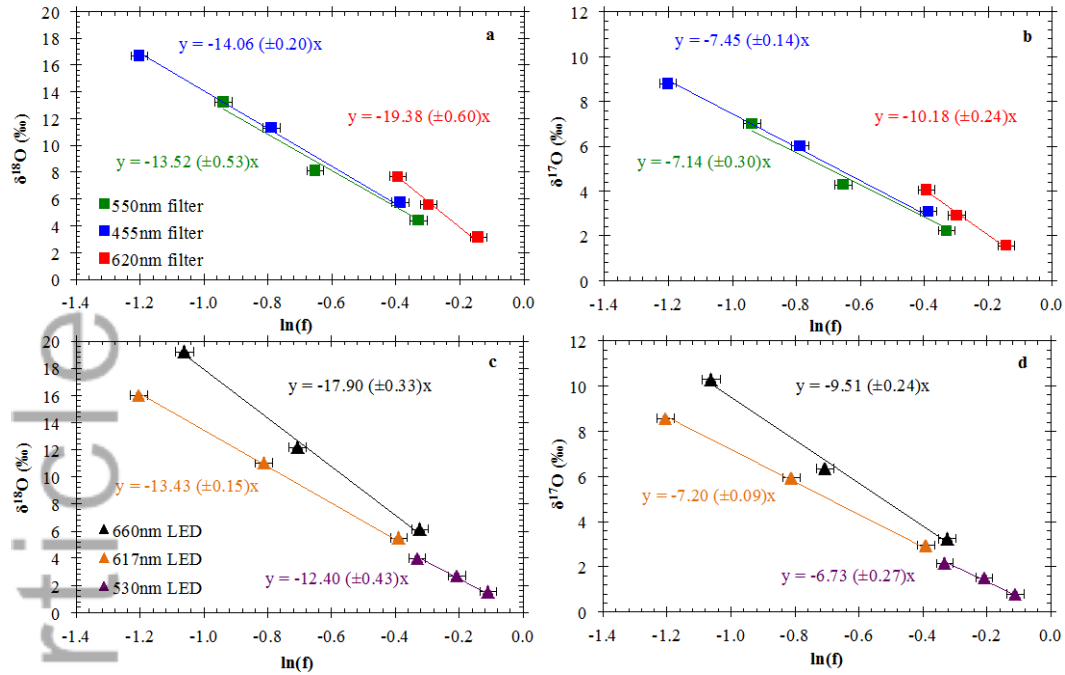 20
18
16
14
12
10
8
6
4
2
0
δ¹⁸O (‰)
a
y = -14.06 (±0.20)x
y = -19.38 (±0.60)x
y = -13.52 (±0.53)x
550nm filter
455nm filter
620nm filter
-1.4 -1.2 -1.0 -0.8 -0.6 -0.4 -0.2 0.0
ln(f)
12
10
8
6
4
2
0
δ¹⁷O (‰)
b
y = -7.45 (±0.14)x
y = -10.18 (±0.24)x
y = -7.14 (±0.30)x
-1.4 -1.2 -1.0 -0.8 -0.6 -0.4 -0.2 0.0
ln(f)
20
18
16
14
12
10
8
6
4
2
0
δ¹⁸O (‰)
c
y = -17.90 (±0.33)x
y = -13.43 (±0.15)x
y = -12.40 (±0.43)x
660nm LED
617nm LED
530nm LED
-1.4 -1.2 -1.0 -0.8 -0.6 -0.4 -0.2 0.0
ln(f)
12
10
8
6
4
2
0
δ¹⁷O (‰)
d
y = -9.51 (±0.24)x
y = -7.20 (±0.09)x
y = -6.73 (±0.27)x
-1.4 -1.2 -1.0 -0.8 -0.6 -0.4 -0.2 0.0
ln(f)
rticle